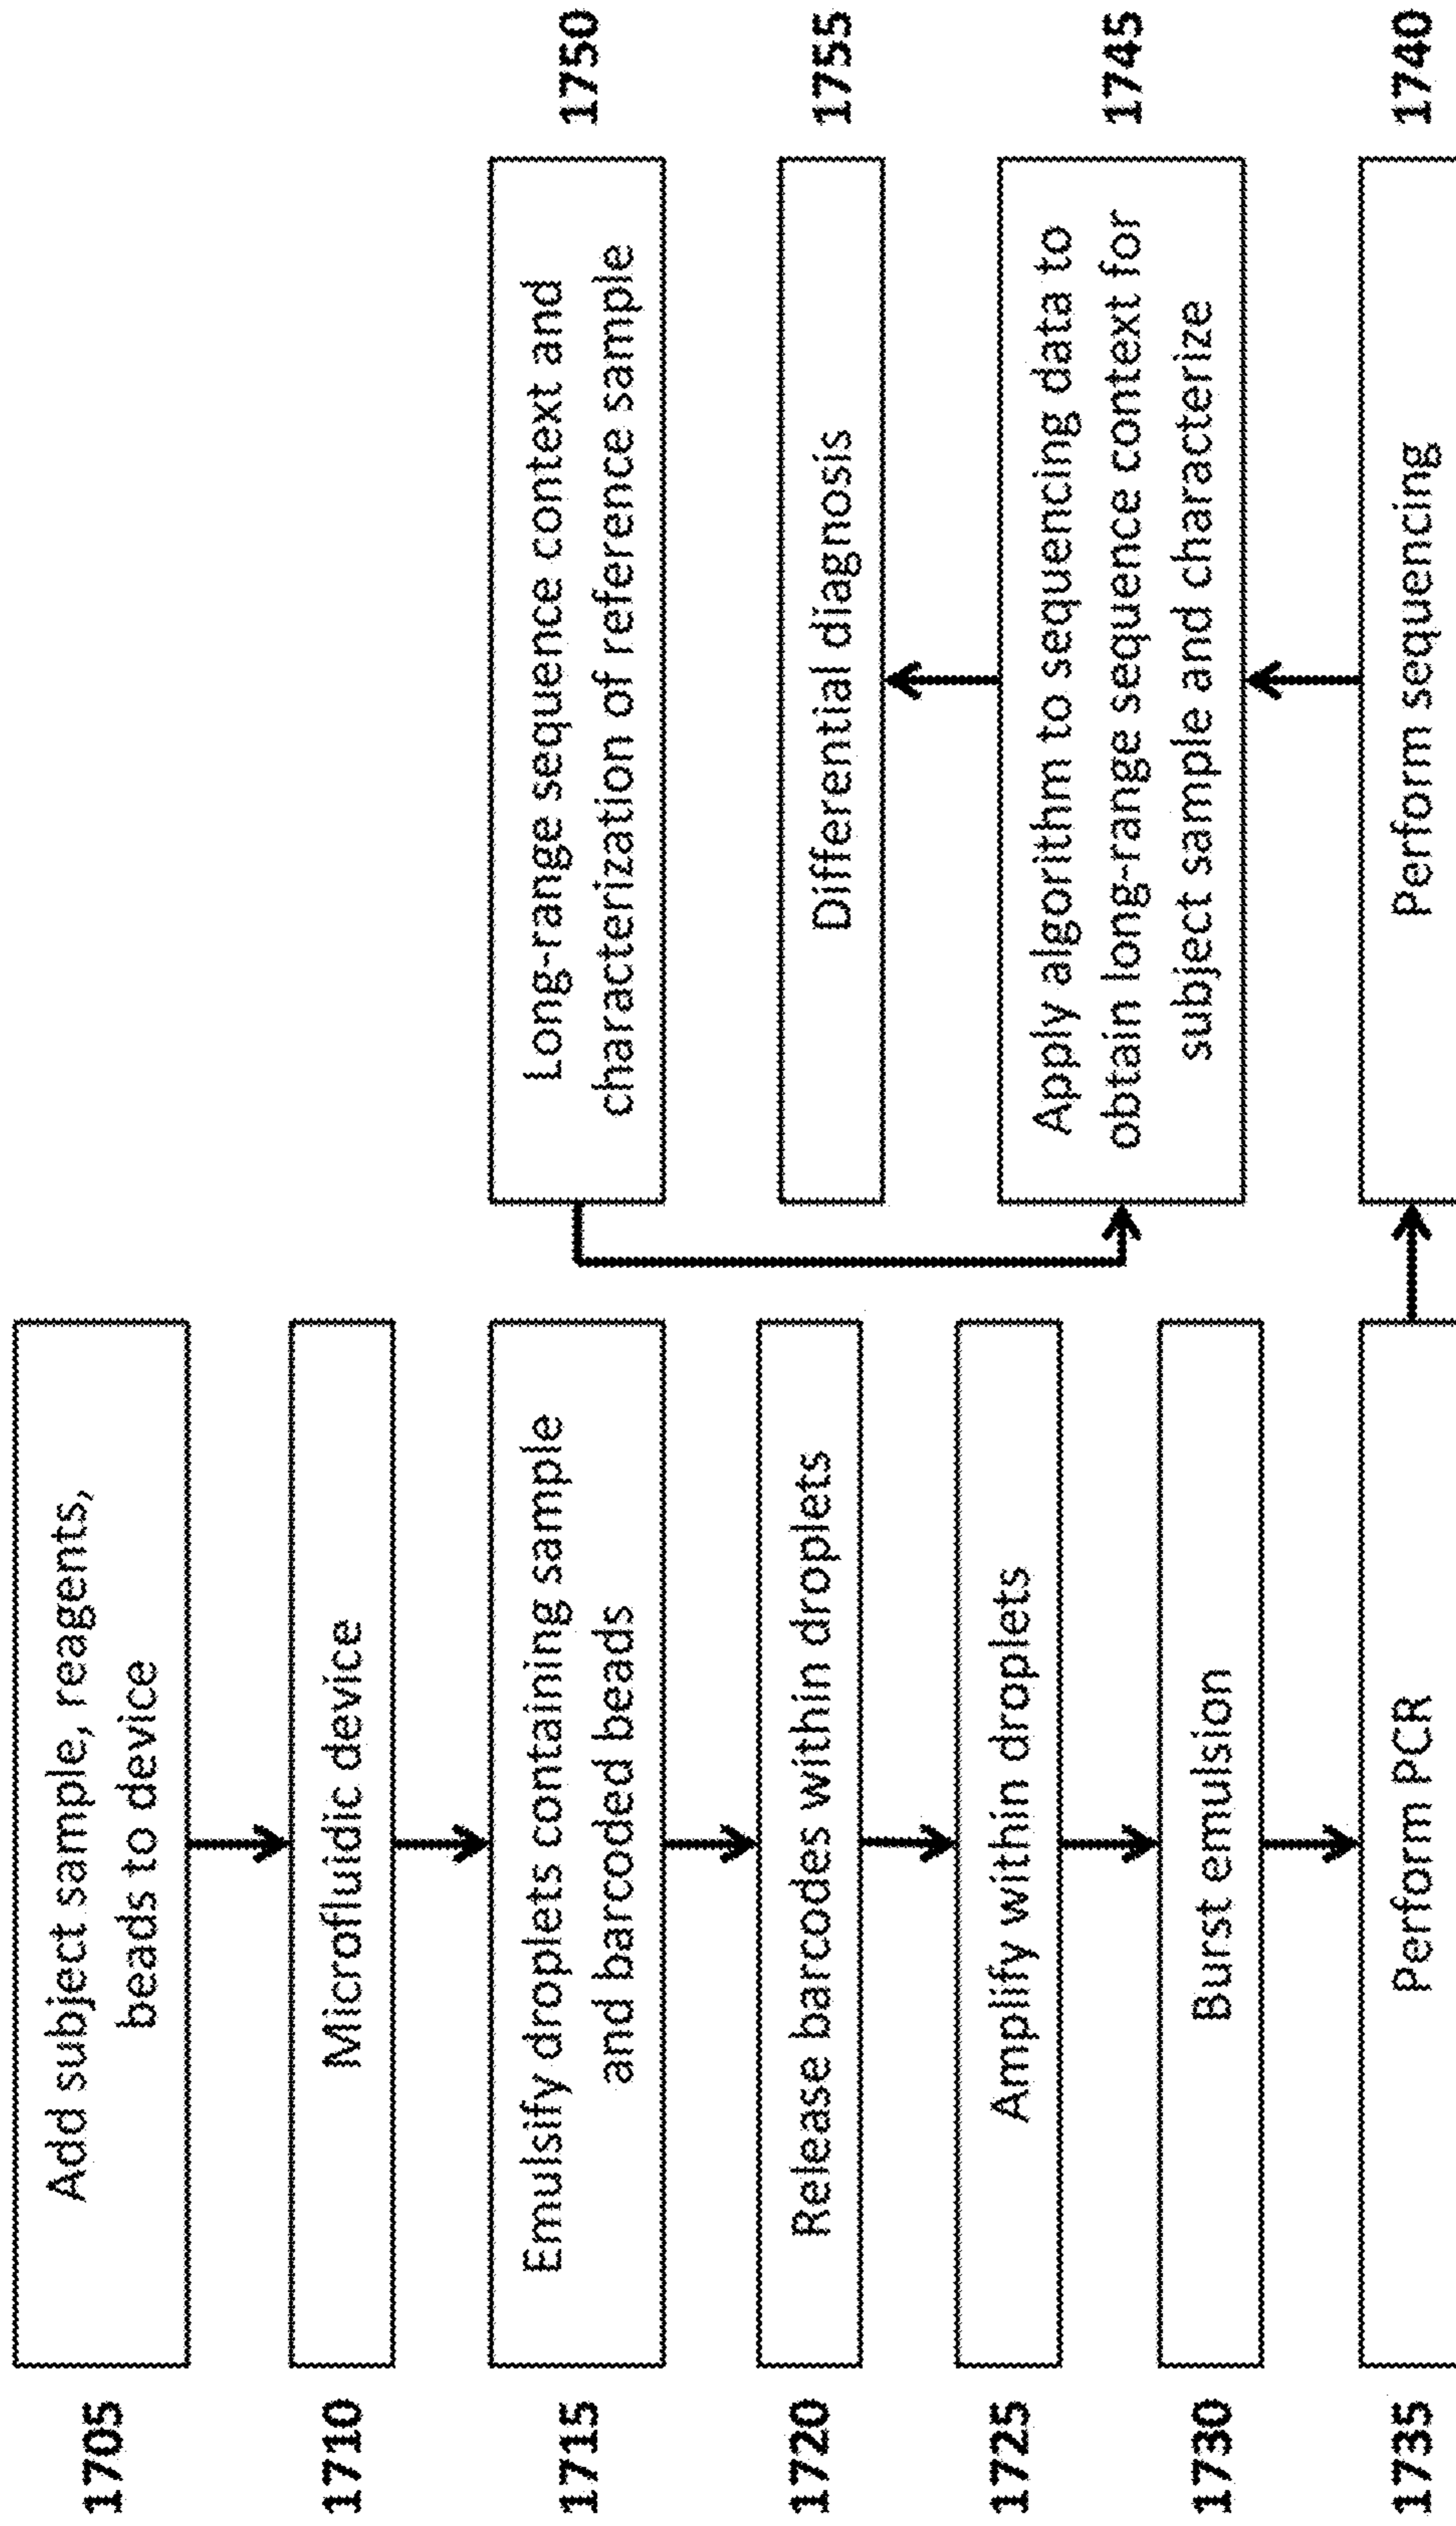 1705
Add subject sample, reagents,
beads to device
1710
Microfluidic device
1715
Emulsify droplets containing sample
and barcoded beads
1720
Release barcodes within droplets
1725
Amplify within droplets
1730
Burst emulsion
1735
Perform PCR
Long-range sequence context and
characterization of reference sample
1750
Differential diagnosis
1755
Apply algorithm to sequencing data to
obtain long-range sequence context for
subject sample and characterize
1745
Perform sequencing
1740